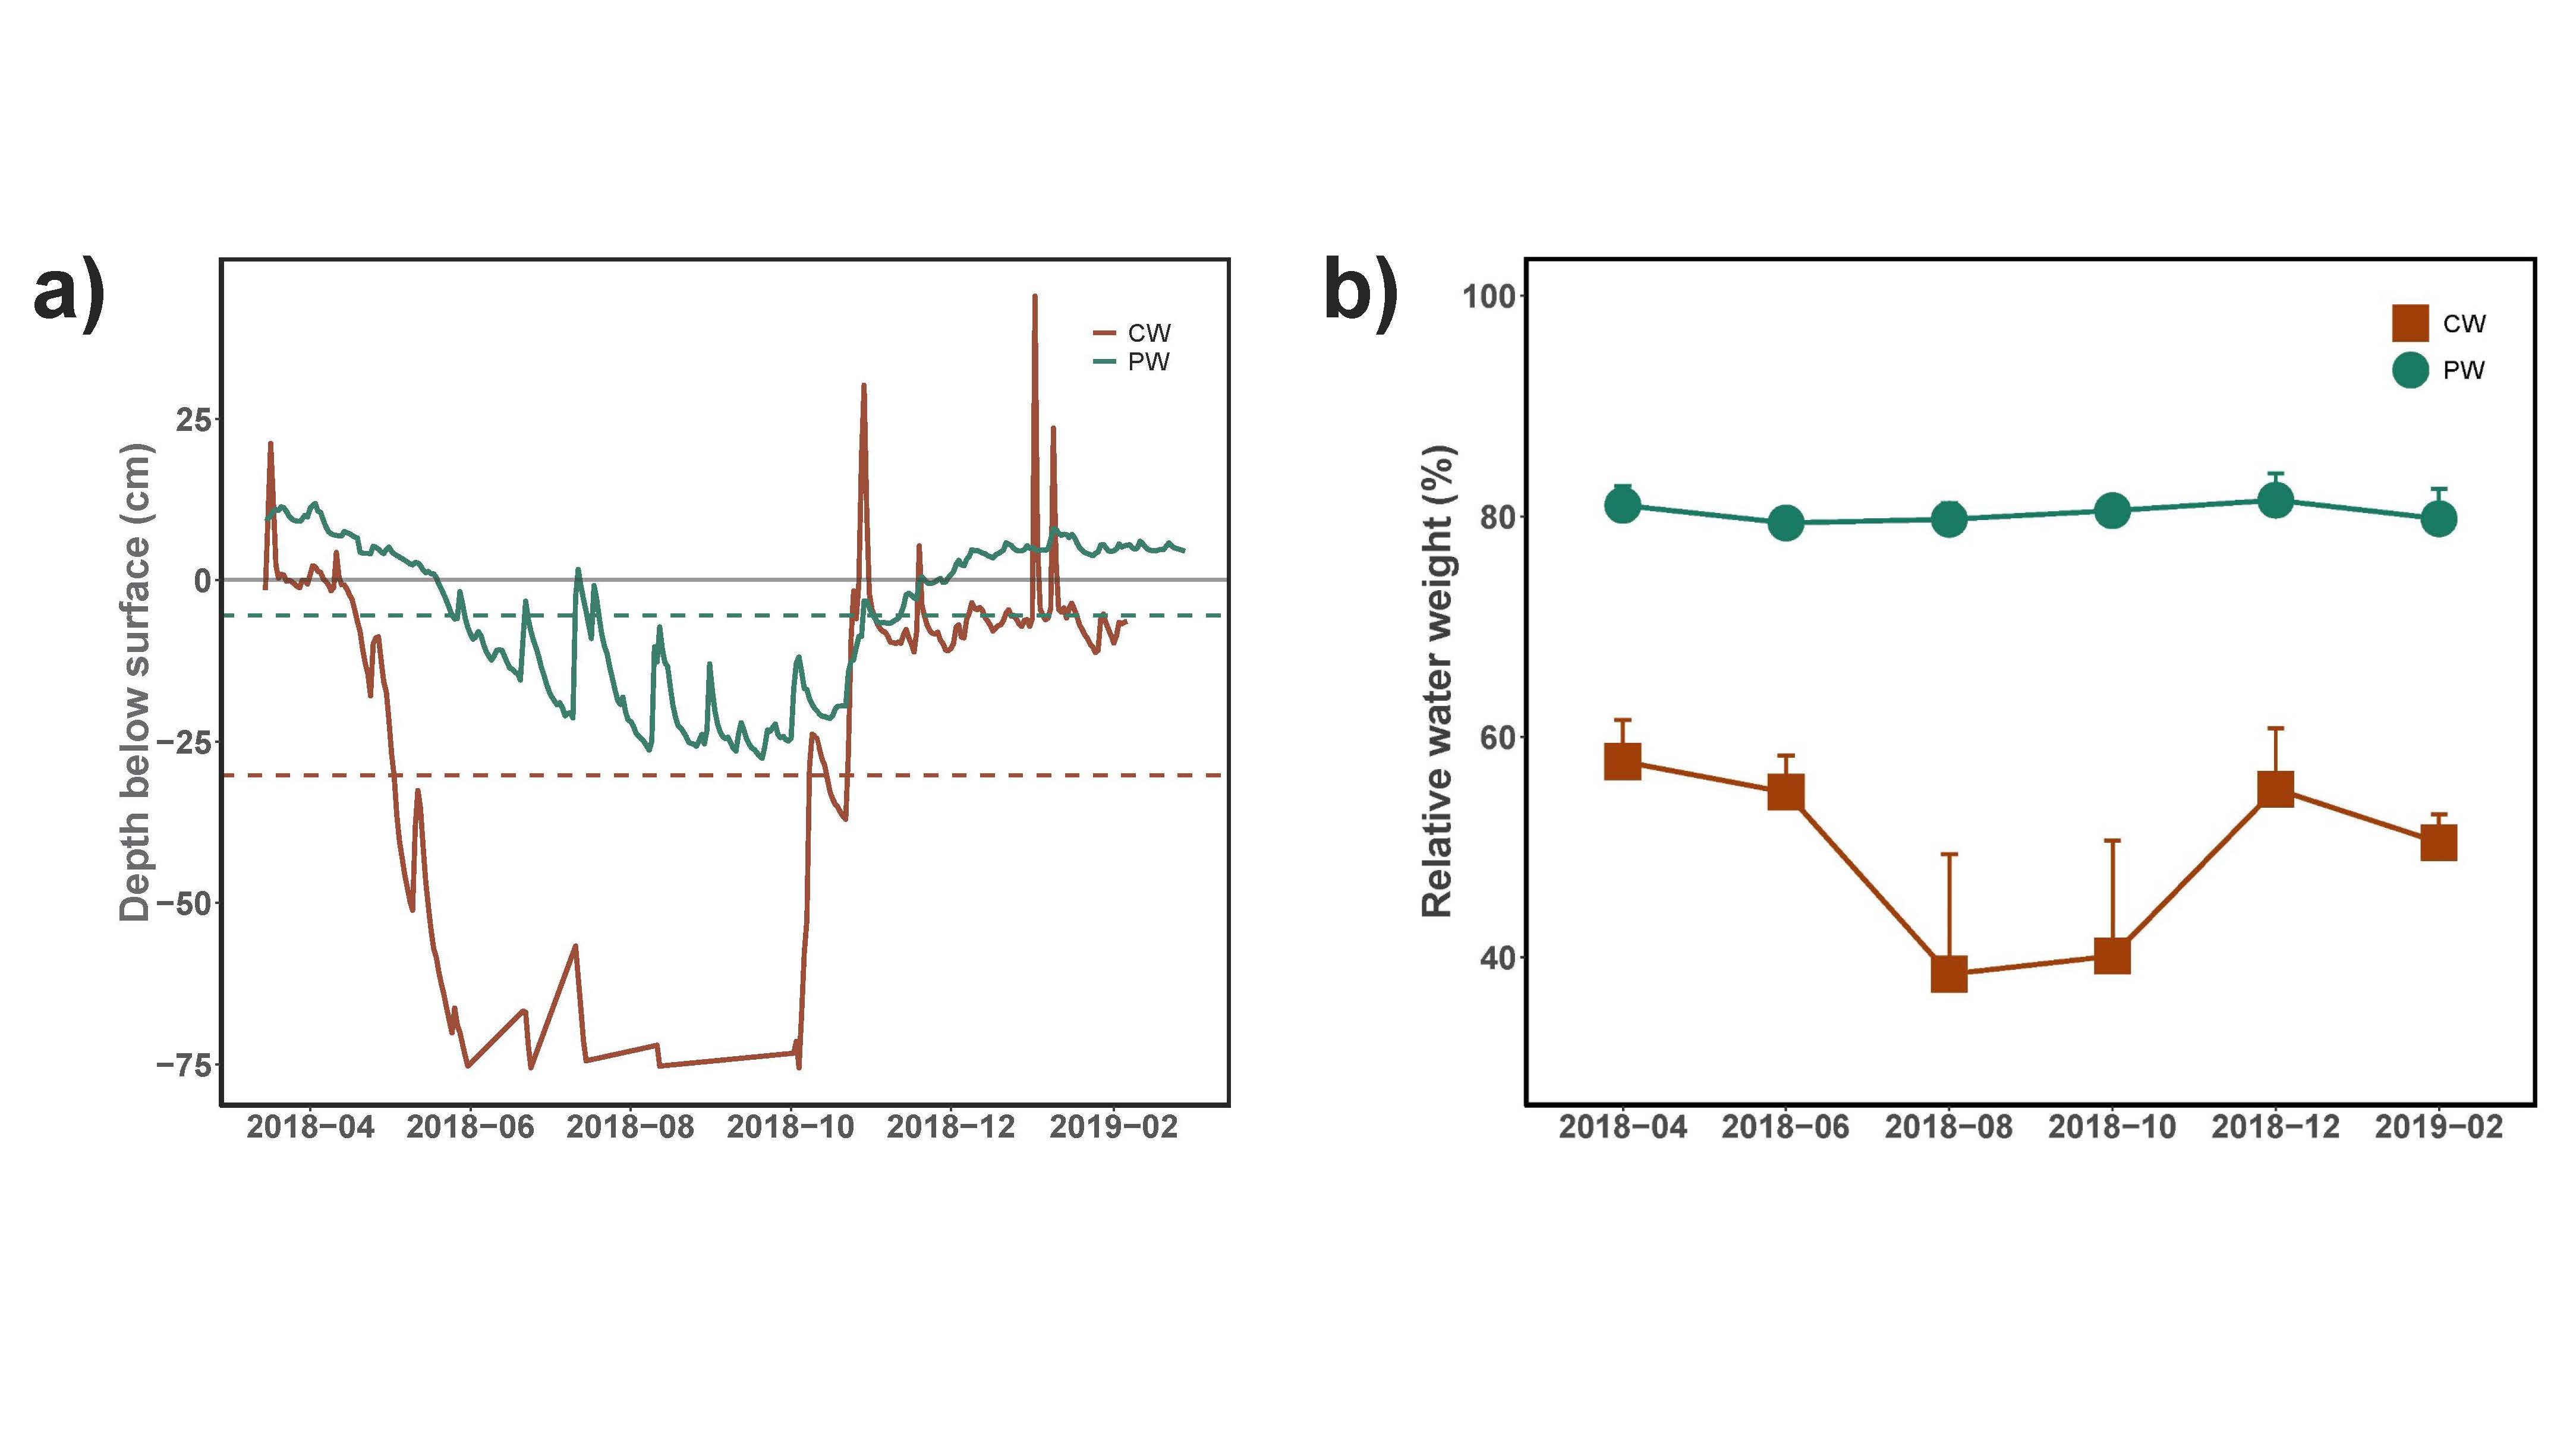 a)
Depth below surface (cm)
25
0
−25
−50
−75
CW
PW
2018−04 2018−06 2018−08 2018−10 2018−12 2019−02
b)
Relative water weight (%)
100
80
60
40
CW
PW
2018−04 2018−06 2018−08 2018−10 2018−12 2019−02